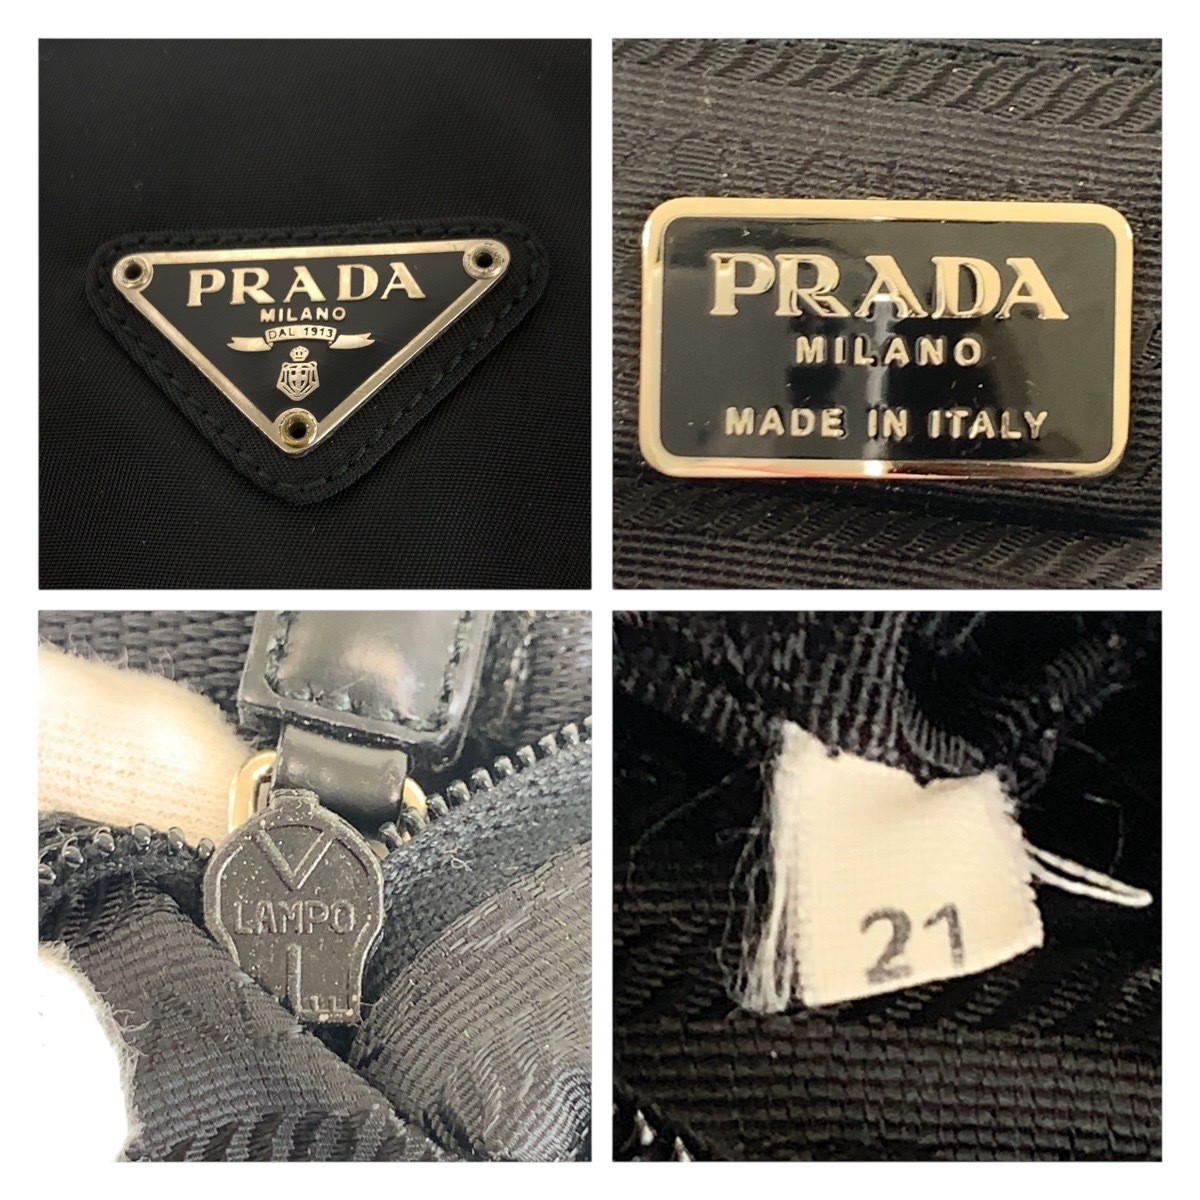 PRADA
MILANO
DAL 1913
PRADA
MILANO
MADE IN ITALY
LAMPO
21